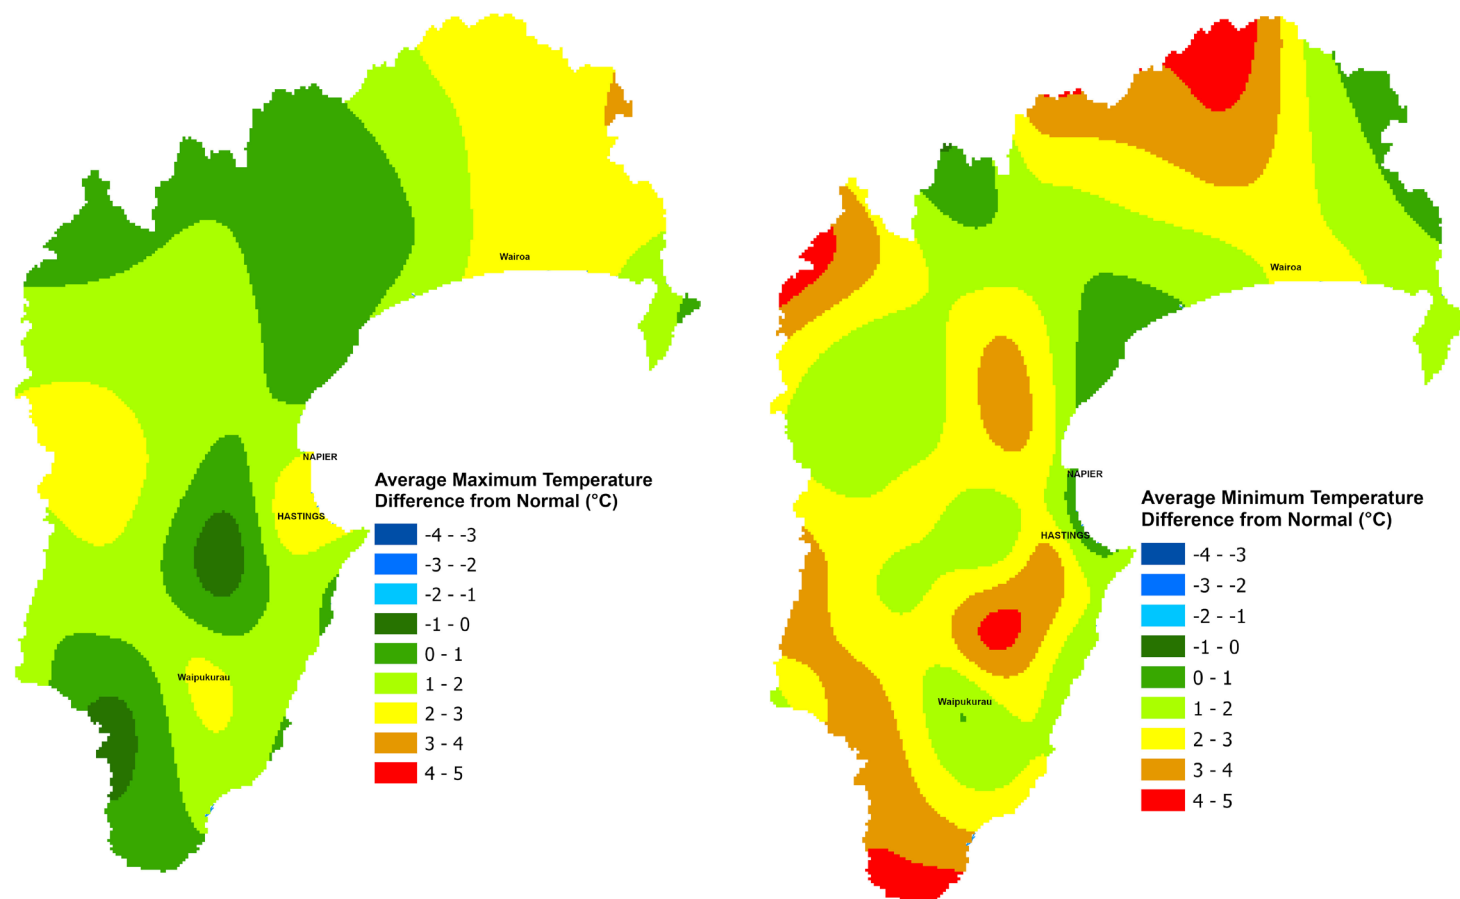 Wairoa
NAPIER
HASTINGS
Waipukurau
Average Maximum Temperature
Difference from Normal (°C)
-4 - -3
-3 - -2
-2 - -1
-1 - 0
0 - 1
1 - 2
2 - 3
3 - 4
4 - 5
Wairoa
NAPIER
HASTINGS
Waipukurau
Average Minimum Temperature
Difference from Normal (°C)
-4 - -3
-3 - -2
-2 - -1
-1 - 0
0 - 1
1 - 2
2 - 3
3 - 4
4 - 5